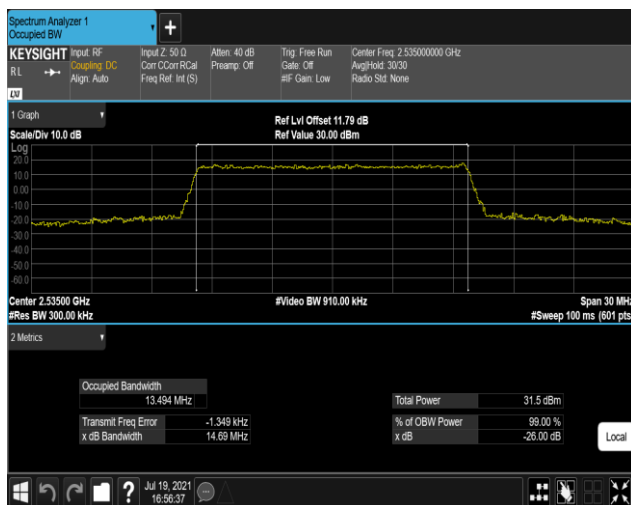 Spectrum Analyzer 1
Occupied BW
+
KEYSIGHT Input: RF Input Z: 50 Ω Atten: 40 dB Trig: Free Run Center Freq: 2.535000000 GHz
RL Coupling: DC Corr CCorr RCal Preamp: Off Gate: Off Avg|Hold: 30/30
Align: Auto Freq Ref: Int (S) #IF Gain: Low Radio Std: None
LXI
1 Graph Ref Lvl Offset 11.79 dB
Scale/Div 10.0 dB Ref Value 30.00 dBm
Log
20.0
10.0
0.00
-10.0
-20.0
-30.0
-40.0
-50.0
-60.0
Center 2.53500 GHz #Video BW 910.00 kHz Span 30 MHz
#Res BW 300.00 kHz #Sweep 100 ms (601 pts
2 Metrics
Occupied Bandwidth
13.494 MHz Total Power 31.5 dBm
Transmit Freq Error -1.349 kHz % of OBW Power 99.00 %
x dB Bandwidth 14.69 MHz x dB -26.00 dB
Local
? Jul 19, 2021
16:56:37